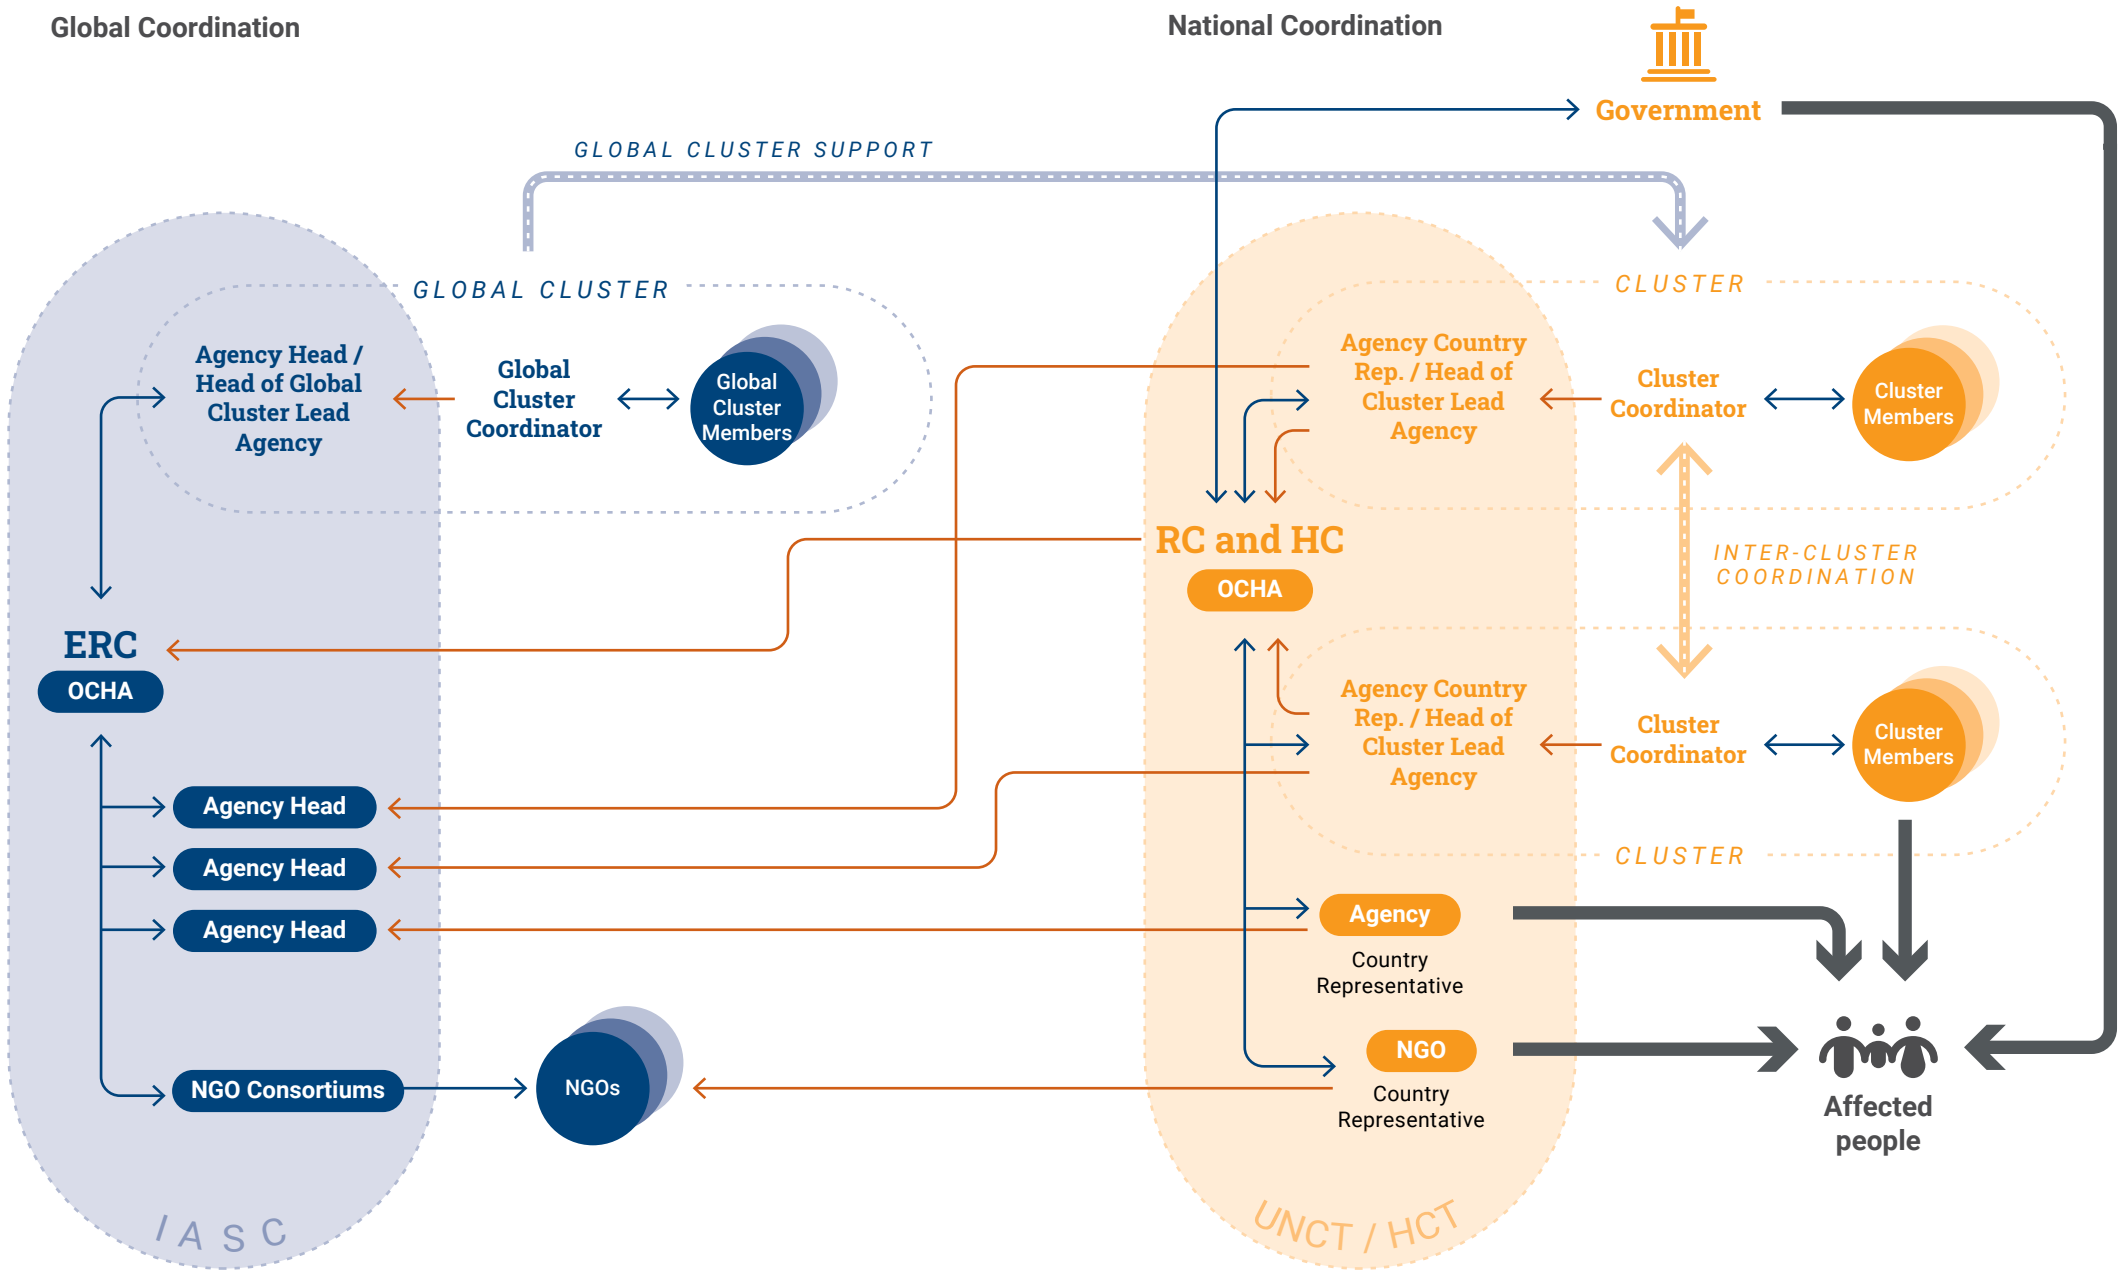 Global Coordination
National Coordination
Government
GLOBAL CLUSTER SUPPORT
GLOBAL CLUSTER
Agency Head /
Head of Global
Cluster Lead
Agency
Global
Cluster
Coordinator
Global
Cluster
Members
ERC
OCHA
Agency Head
Agency Head
Agency Head
NGO Consortiums
NGOs
IASC
CLUSTER
Agency Country
Rep. / Head of
Cluster Lead
Agency
Cluster
Coordinator
Cluster
Members
RC and HC
OCHA
INTER-CLUSTER
COORDINATION
Agency Country
Rep. / Head of
Cluster Lead
Agency
Cluster
Coordinator
Cluster
Members
CLUSTER
Agency
Country
Representative
NGO
Country
Representative
Affected
people
UNCT / HCT